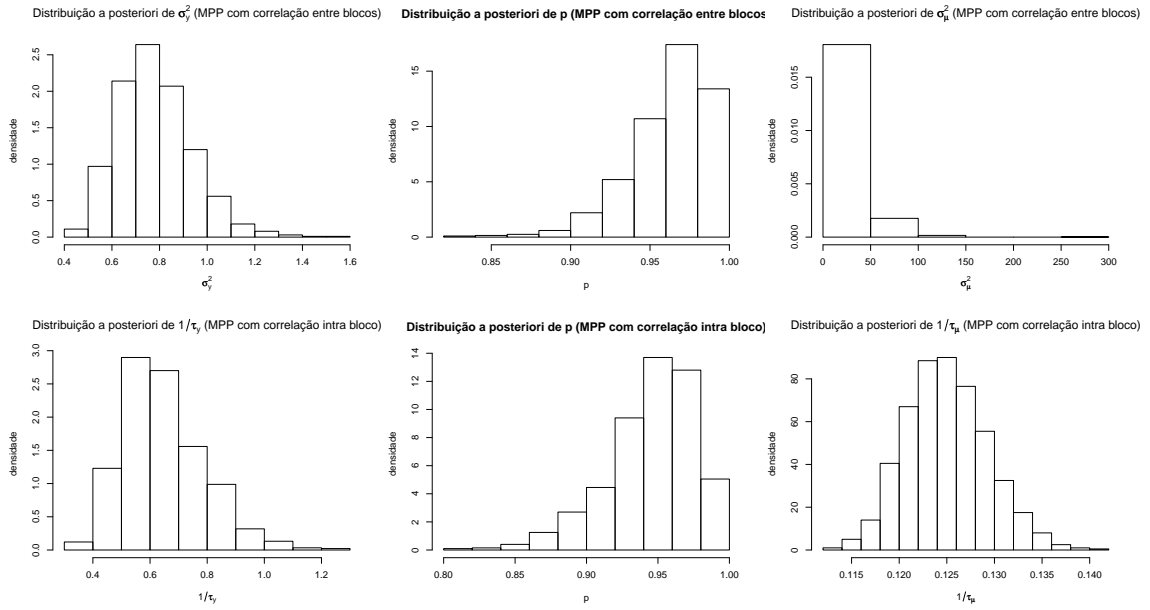 Distribuição a posteriori de σ²_y (MPP com correlação entre blocos)
densidade
0.0 0.5 1.0 1.5 2.0 2.5
0.4 0.6 0.8 1.0 1.2 1.4 1.6
σ²_y
Distribuição a posteriori de p (MPP com correlação entre blocos
densidade
0 5 10 15
0.85 0.90 0.95 1.00
p
Distribuição a posteriori de σ²_μ (MPP com correlação entre blocos)
densidade
0.000 0.005 0.010 0.015
0 50 100 150 200 250 300
σ²_μ
Distribuição a posteriori de 1/τ_y (MPP com correlação intra bloco)
densidade
0.0 0.5 1.0 1.5 2.0 2.5 3.0
0.4 0.6 0.8 1.0 1.2
1/τ_y
Distribuição a posteriori de p (MPP com correlação intra bloco)
densidade
0 2 4 6 8 10 12 14
0.80 0.85 0.90 0.95 1.00
p
Distribuição a posteriori de 1/τ_μ (MPP com correlação intra bloco)
densidade
0 20 40 60 80
0.115 0.120 0.125 0.130 0.135 0.140
1/τ_μ